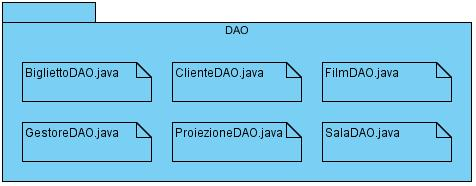 DAO
BigliettoDAO.java
ClienteDAO.java
FilmDAO.java
GestoreDAO.java
ProiezioneDAO.java
SalaDAO.java